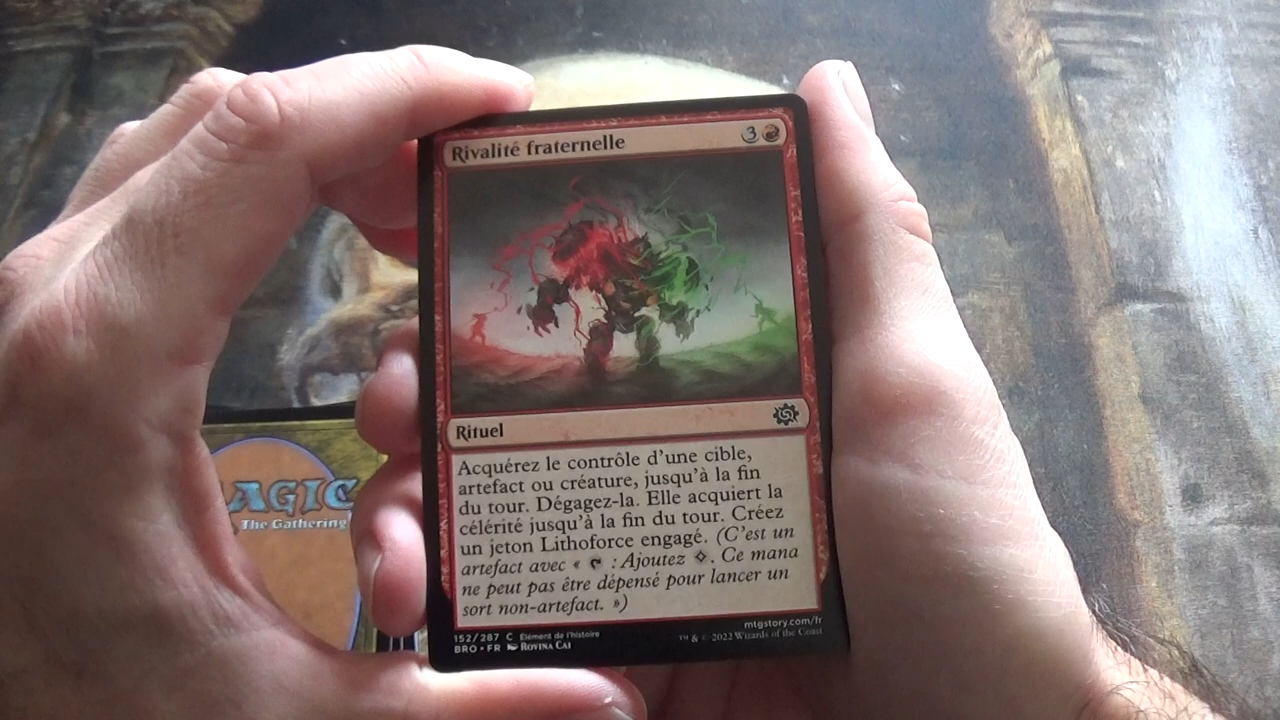 Rivalité fraternelle 3
Rituel
Acquérez le contrôle d'une cible,
artefact ou créature, jusqu'à la fin
du tour. Dégagez-la. Elle acquiert la
célérité jusqu'à la fin du tour. Créez
un jeton Lithoforce engagé. (C'est un
artefact avec « : Ajoutez . Ce mana
ne peut pas être dépensé pour lancer un
sort non-artefact. »)
152/287 C Élément de l'histoire
BRO • FR Rovina Cai
mtgstory.com/fr
™ & © 2022 Wizards of the Coast
AGIC
The Gathering